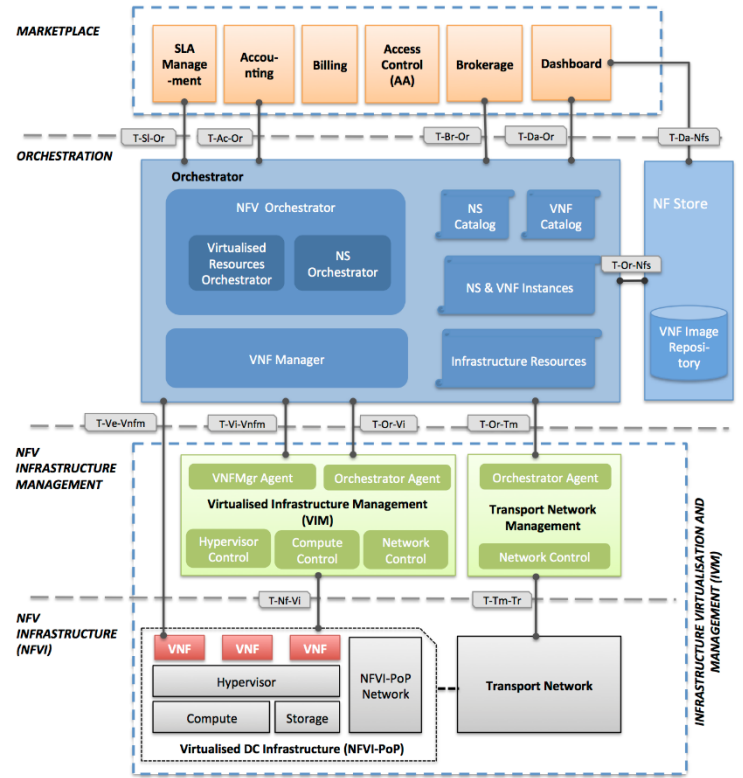 MARKETPLACE
SLA
Manage
-ment
Accou-
nting
Billing
Access
Control
(AA)
Brokerage
Dashboard
T-Sl-Or
T-Ac-Or
T-Br-Or
T-Da-Or
T-Da-Nfs
ORCHESTRATION
Orchestrator
NFV Orchestrator
Virtualised
Resources
Orchestrator
NS
Orchestrator
NS
Catalog
VNF
Catalog
NF Store
T-Or-Nfs
NS & VNF Instances
VNF Manager
Infrastructure Resources
VNF Image
Reposi-
tory
T-Ve-Vnfm
T-Vi-Vnfm
T-Or-Vi
T-Or-Tm
NFV
INFRASTRUCTURE
MANAGEMENT
VNFMgr Agent
Orchestrator Agent
Virtualised Infrastructure Management
(VIM)
Hypervisor
Control
Compute
Control
Network
Control
Orchestrator Agent
Transport Network
Management
Network Control
INFRASTRUCTURE VIRTUALISATION AND
MANAGEMENT (IVM)
T-Nf-Vi
T-Tm-Tr
NFV
INFRASTRUCTURE
(NFVI)
VNF
VNF
VNF
Hypervisor
Compute
Storage
NFVI-PoP
Network
Transport Network
Virtualised DC Infrastructure (NFVI-PoP)